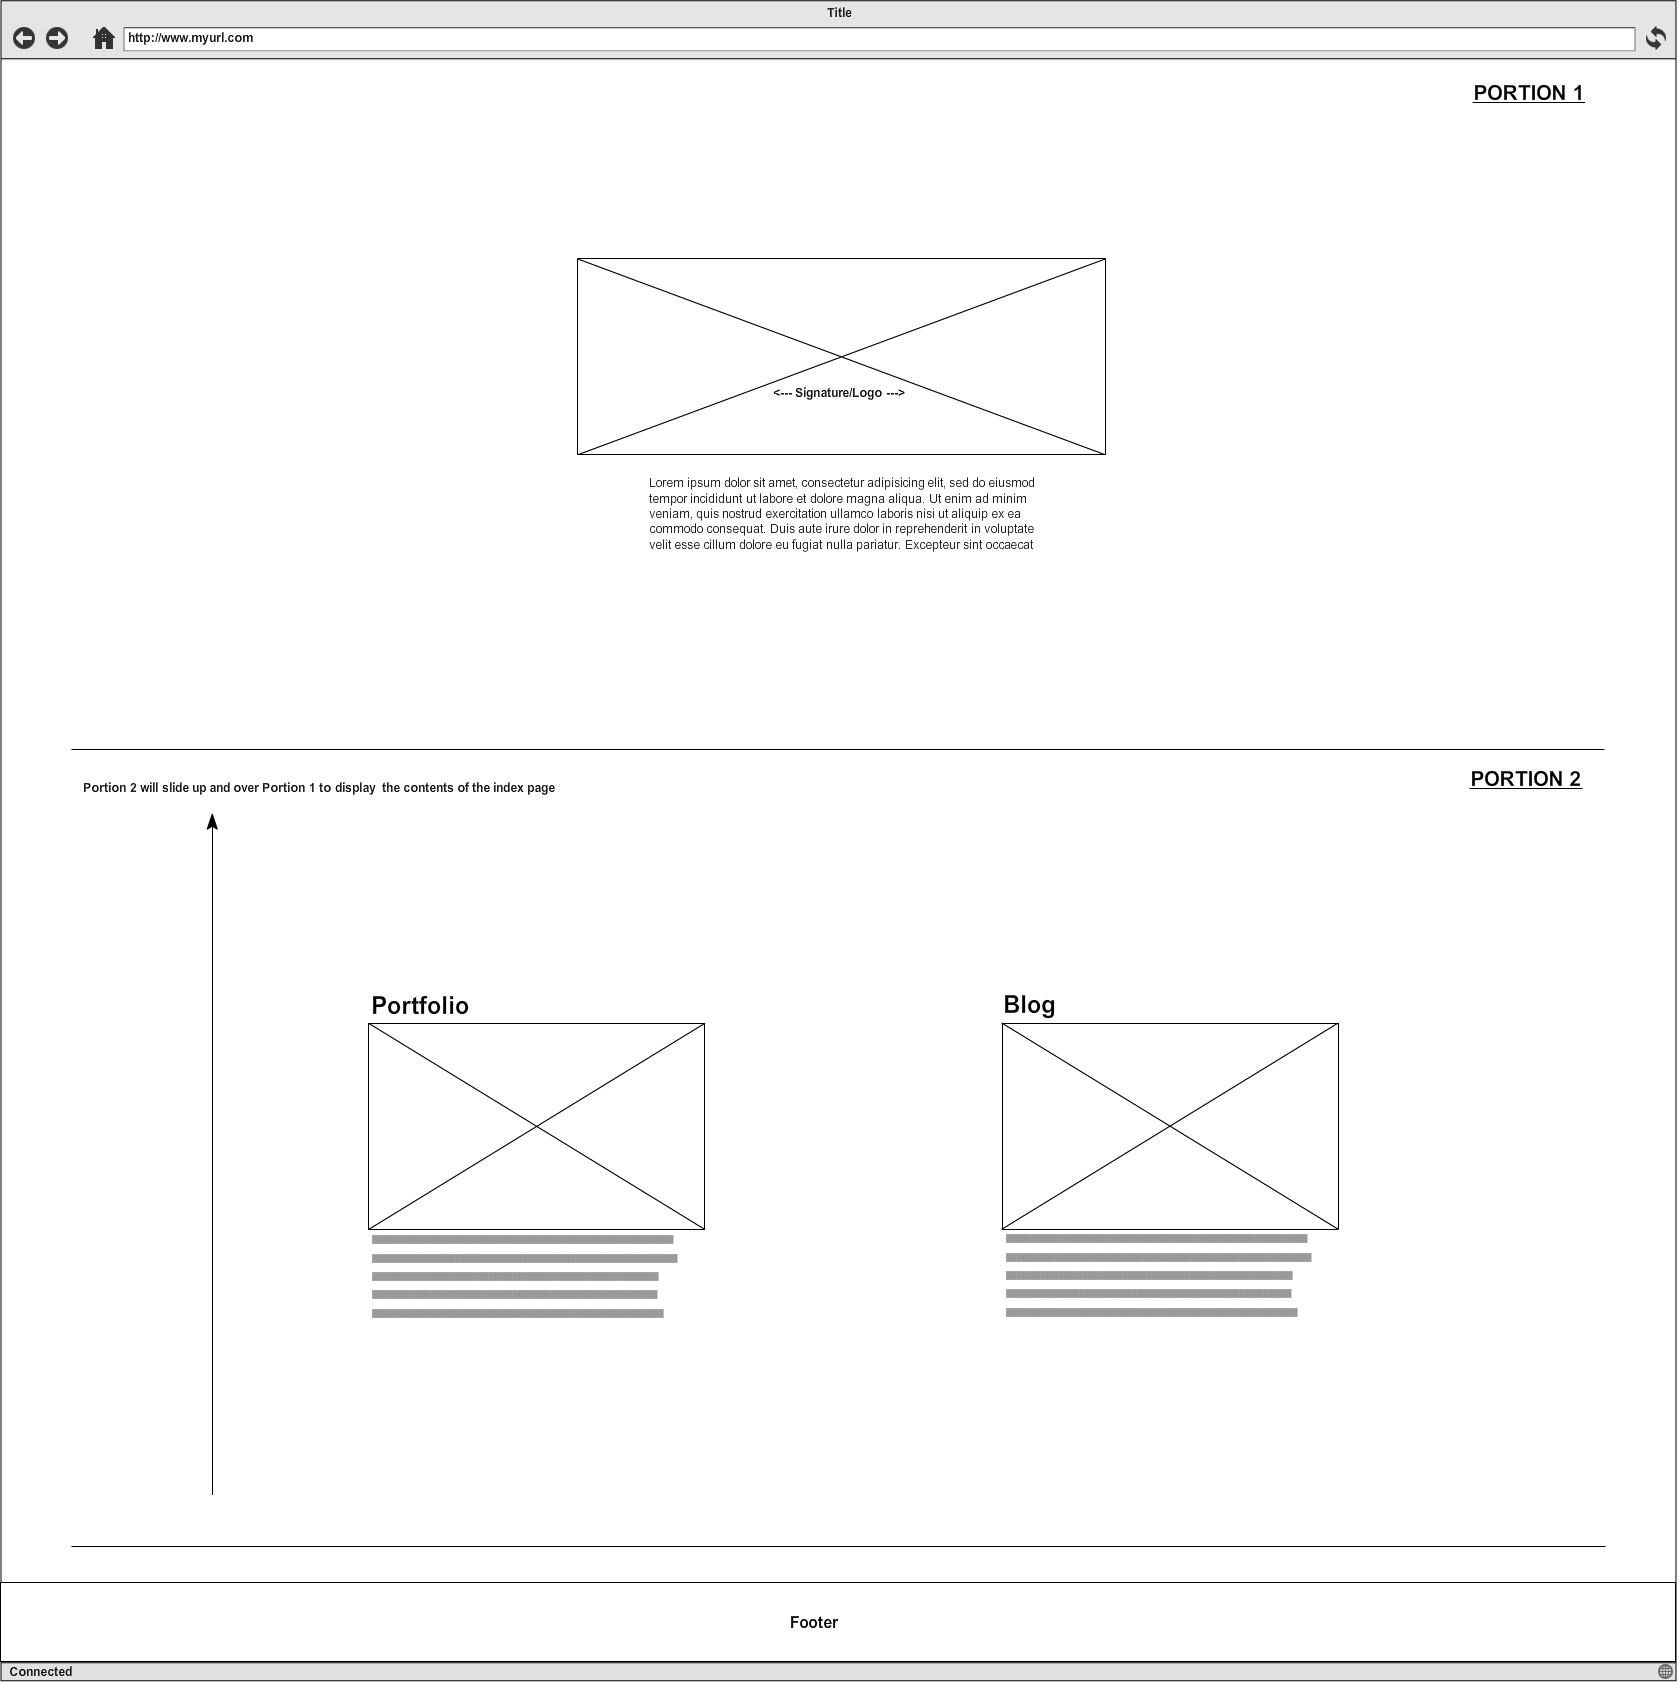 Title
http://www.myurl.com
PORTION 1
<--- Signature/Logo --->
Lorem ipsum dolor sit amet, consectetur adipisicing elit, sed do eiusmod
tempor incididunt ut labore et dolore magna aliqua. Ut enim ad minim
veniam, quis nostrud exercitation ullamco laboris nisi ut aliquip ex ea
commodo consequat. Duis aute irure dolor in reprehenderit in voluptate
velit esse cillum dolore eu fugiat nulla pariatur. Excepteur sint occaecat
PORTION 2
Portion 2 will slide up and over Portion 1 to display  the contents of the index page
Portfolio
Blog
Footer
Connected